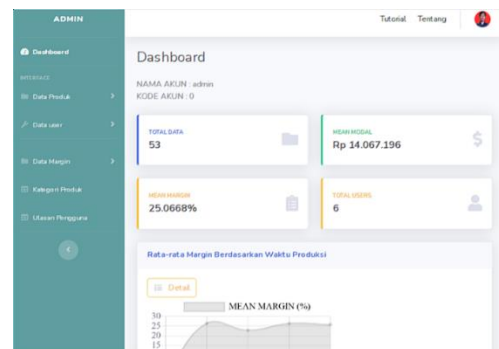 ADMIN
Tutorial Tentang
Dashboard
INTERFACE
Data Produk
Data user
Data Margin
Kategori Produk
Ulasan Pengguna
Dashboard
NAMA AKUN : admin
KODE AKUN : 0
TOTAL DATA
53
MEAN MODAL
Rp 14.067.196
MEAN MARGIN
25.0668%
TOTAL USERS
6
Rata-rata Margin Berdasarkan Waktu Produksi
Detail
MEAN MARGIN (%)
30
25
20
15